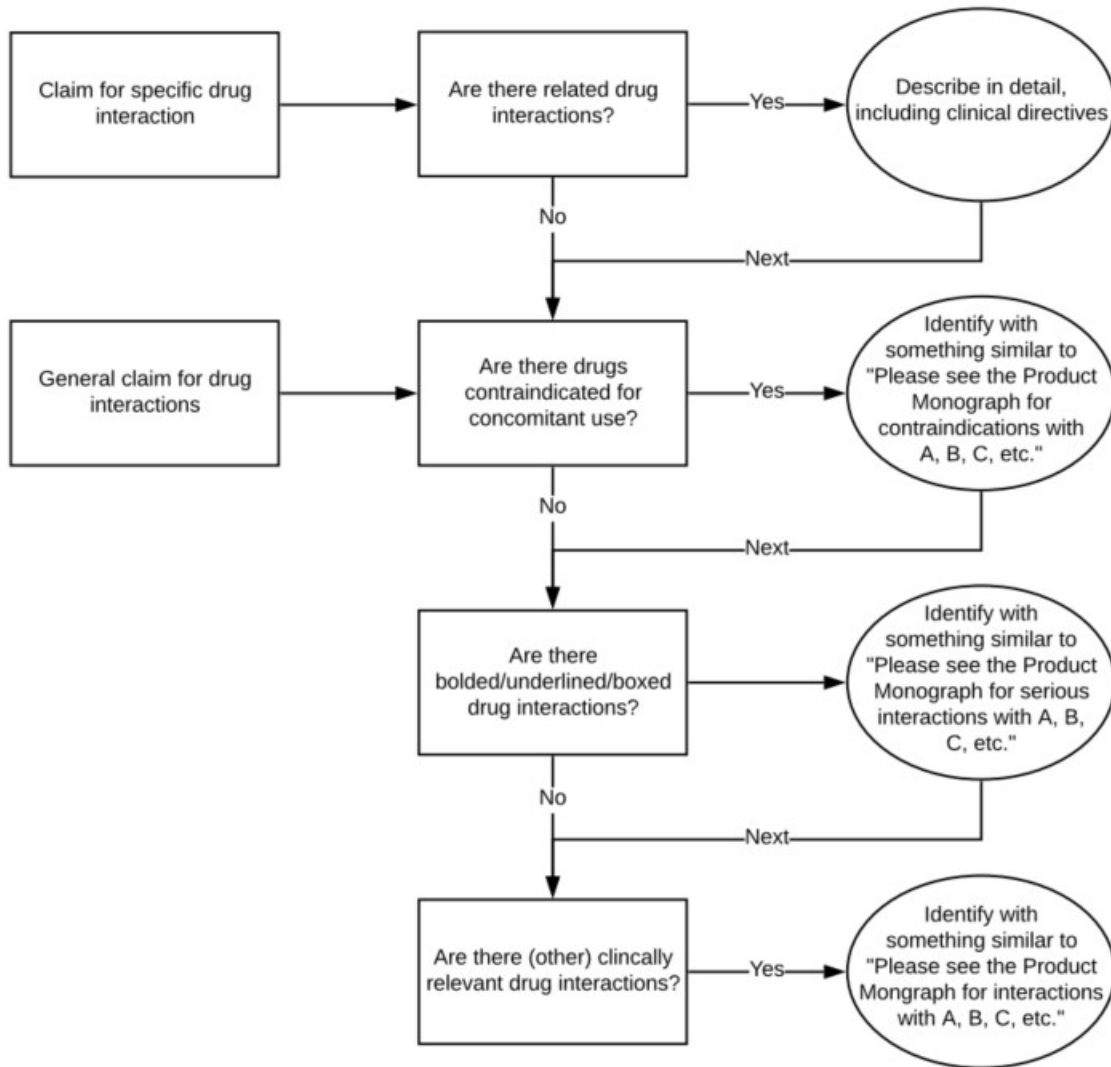 Claim for specific drug
interaction
Are there related drug
interactions?
Yes
Describe in detail,
including clinical directives
No
Next
General claim for drug
interactions
Are there drugs
contraindicated for
concomitant use?
Yes
Identify with
something similar to
"Please see the Product
Monograph for
contraindications with
A, B, C, etc."
No
Next
Are there
bolded/underlined/boxed
drug interactions?
Identify with
something similar to
"Please see the Product
Monograph for serious
interactions with A, B,
C, etc."
No
Next
Are there (other) clincally
relevant drug interactions?
Yes
Identify with
something similar to
"Please see the Product
Mongraph for interactions
with A, B, C, etc."